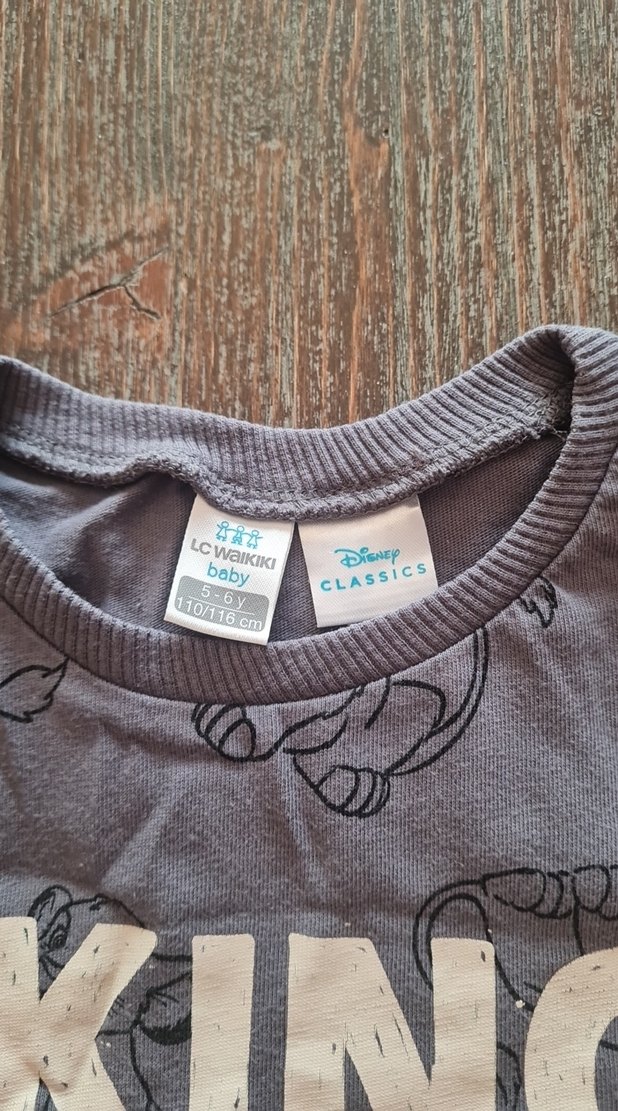 LC WAIKIKI
baby
5 - 6 y
110/116 cm
Disney
CLASSICS
KING